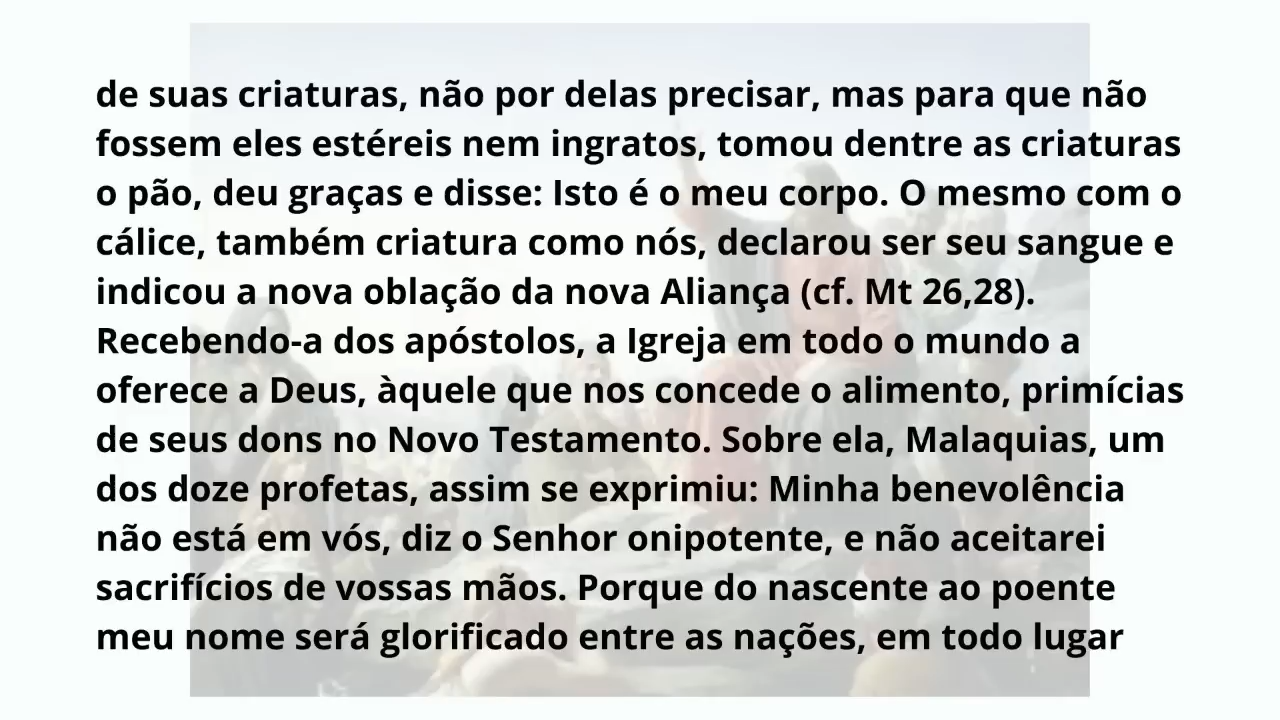 de suas criaturas, não por delas precisar, mas para que não
fossem eles estéreis nem ingratos, tomou dentre as criaturas
o pão, deu graças e disse: Isto é o meu corpo. O mesmo com o
cálice, também criatura como nós, declarou ser seu sangue e
indicou a nova oblação da nova Aliança (cf. Mt 26,28).
Recebendo-a dos apóstolos, a Igreja em todo o mundo a
oferece a Deus, àquele que nos concede o alimento, primícias
de seus dons no Novo Testamento. Sobre ela, Malaquias, um
dos doze profetas, assim se exprimiu: Minha benevolência
não está em vós, diz o Senhor onipotente, e não aceitarei
sacrifícios de vossas mãos. Porque do nascente ao poente
meu nome será glorificado entre as nações, em todo lugar